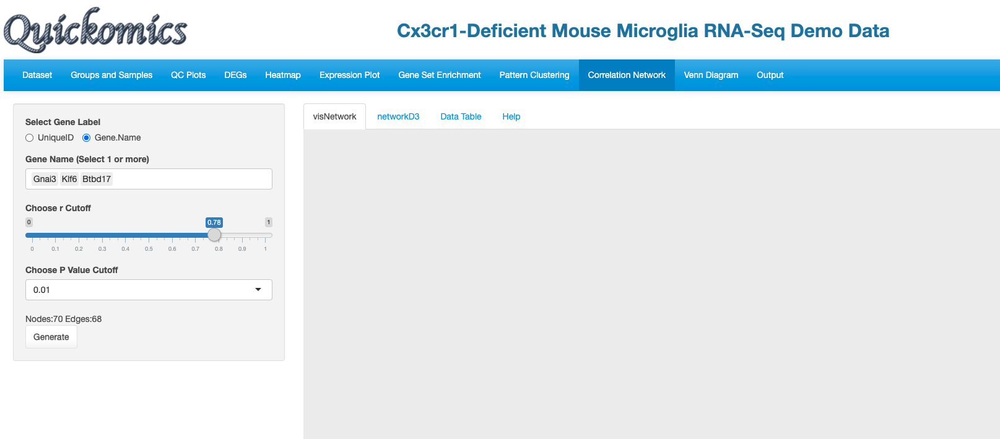 Quickomics
Cx3cr1-Deficient Mouse Microglia RNA-Seq Demo Data
Dataset Groups and Samples QC Plots DEGs Heatmap Expression Plot Gene Set Enrichment Pattern Clustering Correlation Network Venn Diagram Output
Select Gene Label
UniqueID Gene.Name
Gene Name (Select 1 or more)
Gnai3 Klf6 Btbd17
Choose r Cutoff
0 0.78 1
0 0.1 0.2 0.3 0.4 0.5 0.6 0.7 0.8 0.9 1
Choose P Value Cutoff
0.01
Nodes:70 Edges:68
Generate
visNetwork networkD3 Data Table Help